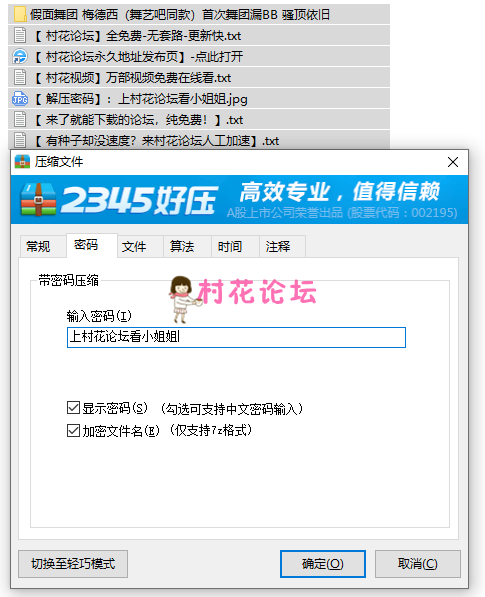 假面舞团 梅德西（舞艺吧同款）首次舞团漏BB 骚顶依旧
【 村花论坛】全免费-无套路-更新快.txt
【 村花论坛永久地址发布页】-点此打开
【 村花视频】万部视频免费在线看.txt
【 解压密码】：上村花论坛看小姐姐.jpg
【 来了就能下载的论坛，纯免费！】.txt
【 有种子却没速度？来村花论坛人工加速】.txt
压缩文件
2345好压 高效专业，值得信赖
A股上市公司荣誉出品 (股票代码：002195)
常规 密码 文件 算法 时间 注释
带密码压缩
村花论坛
输入密码(I)
上村花论坛看小姐姐
显示密码(S) (勾选可支持中文密码输入)
加密文件名(E) (仅支持7z格式)
切换至轻巧模式 确定(O) 取消(C)
JPG